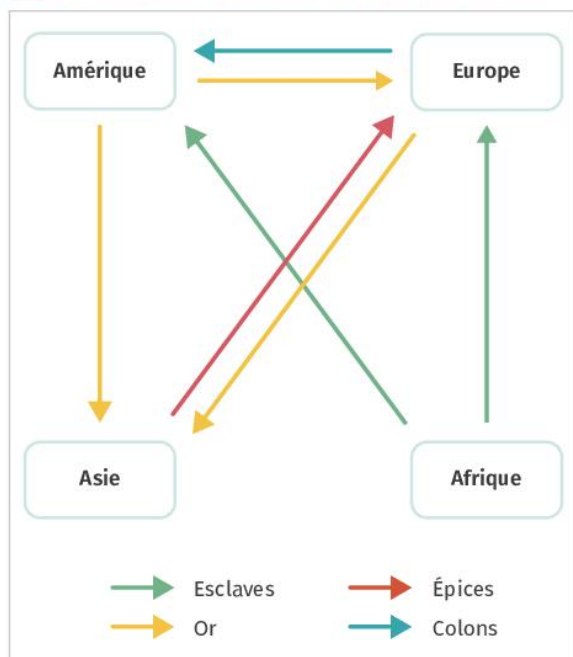 Amérique
Europe
Asie
Afrique
Esclaves
Épices
Or
Colons